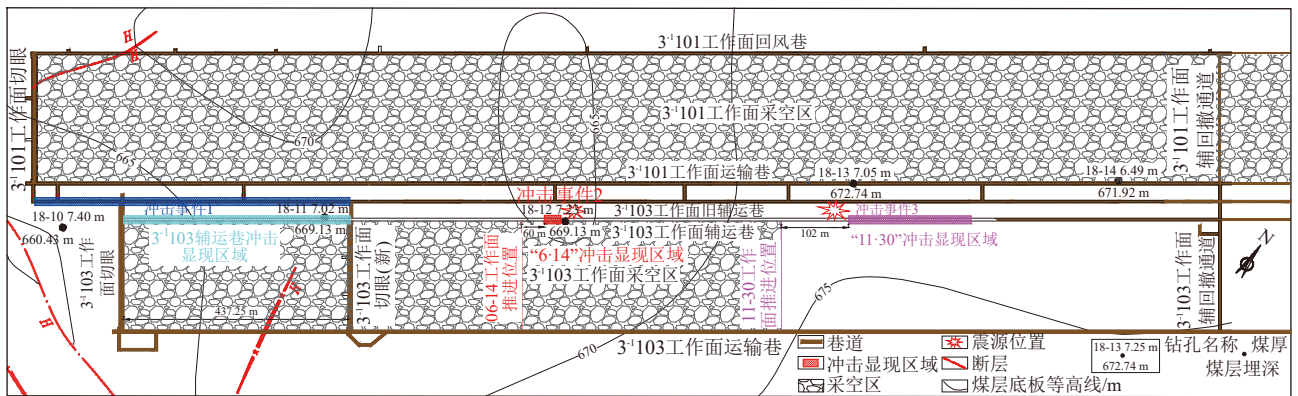 3⁻¹101工作面回风巷
3⁻¹101工作面切眼
3⁻¹101工作面采空区
3⁻¹101工作面
辅回撤通道
3⁻¹101工作面运输巷
670
665
665
18-13 7.05
672.74 m
18-14 6.49 m
671.92 m
冲击事件2
冲击事件1
18-10 7.40 m
660.43 m
18-11 7.02 m
669.13 m
3⁻¹103辅运巷冲击
显现区域
3⁻¹103工作
面切眼
437.25 m
3⁻¹103工作面
切眼(新)
669.13 m
60 m
3⁻¹103工作面旧辅运巷
3⁻¹103工作面辅运巷
“6·14”冲击显现区域
3⁻¹103工作面采空区
06-14工作面
推进位置
冲击事件3
102 m
“11·30”冲击显现区域
11-30工作
面推进位置
3⁻¹103工作面
辅回撤通道
N
H
H
H
675
670
3⁻¹103工作面运输巷
巷道
震源位置
冲击显现区域
断层
采空区
煤层底板等高线/m
18-13 7.25 m
672.74 m
钻孔名称
煤厚
煤层埋深